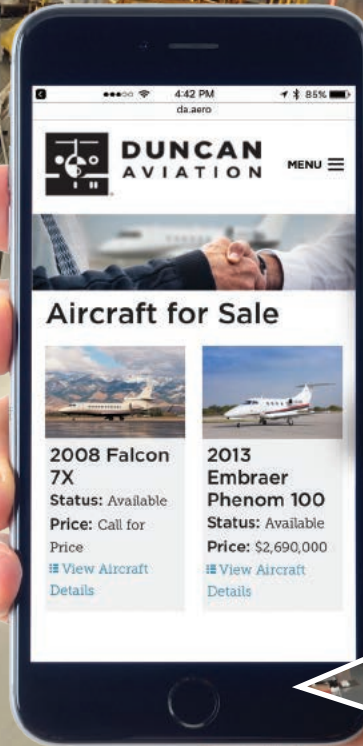 4:42 PM
85%
da.aero
DUNCAN
AVIATION
MENU
Aircraft for Sale
2008 Falcon
7X
Status: Available
Price: Call for
Price
View Aircraft
Details
2013
Embraer
Phenom 100
Status: Available
Price: $2,690,000
View Aircraft
Details